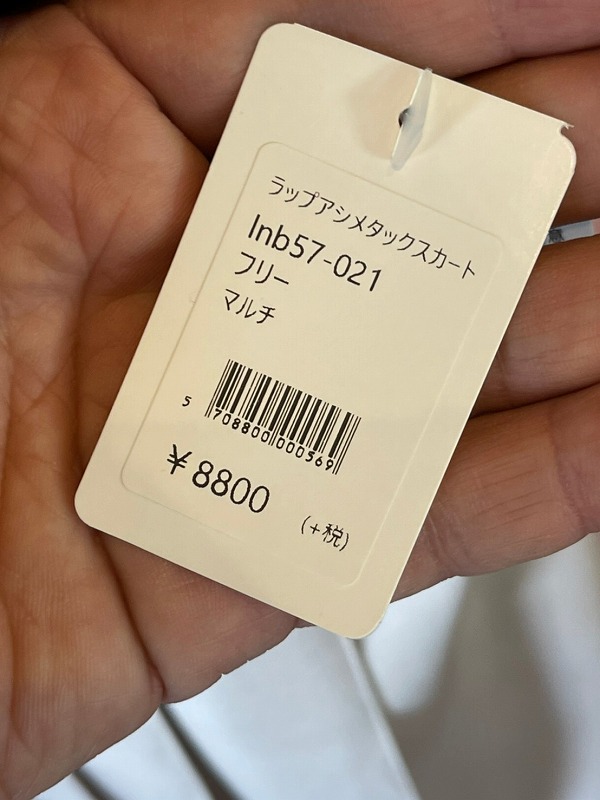 ラップアシメタックスカート
lnb57-021
フリー
マルチ
5 708800 000569
¥8800
(+税)